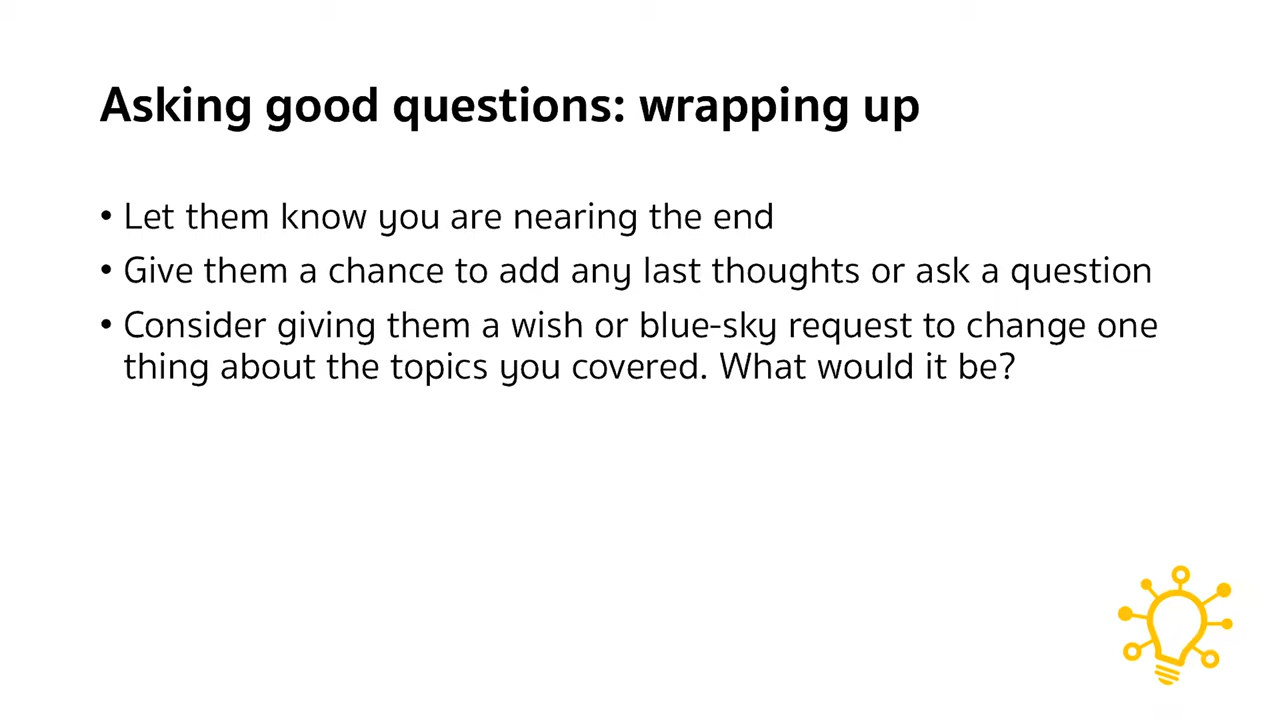 Asking good questions: wrapping up
• Let them know you are nearing the end
• Give them a chance to add any last thoughts or ask a question
• Consider giving them a wish or blue-sky request to change one
thing about the topics you covered. What would it be?